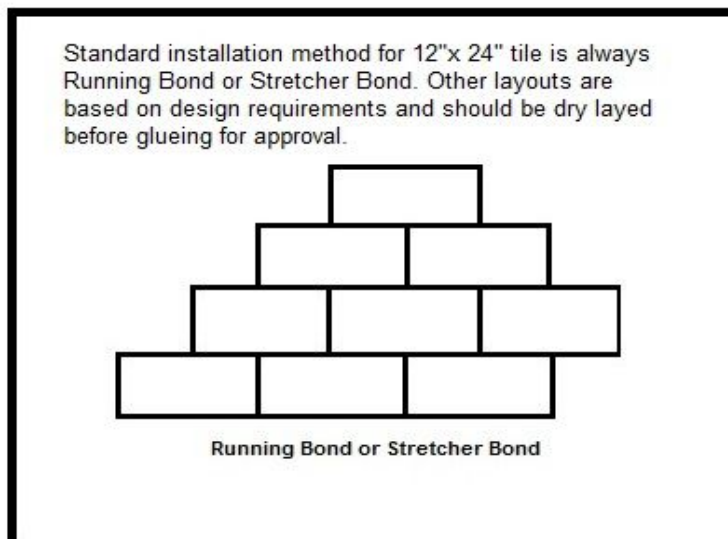 Standard installation method for 12"x 24" tile is always
Running Bond or Stretcher Bond. Other layouts are
based on design requirements and should be dry layed
before glueing for approval.
Running Bond or Stretcher Bond